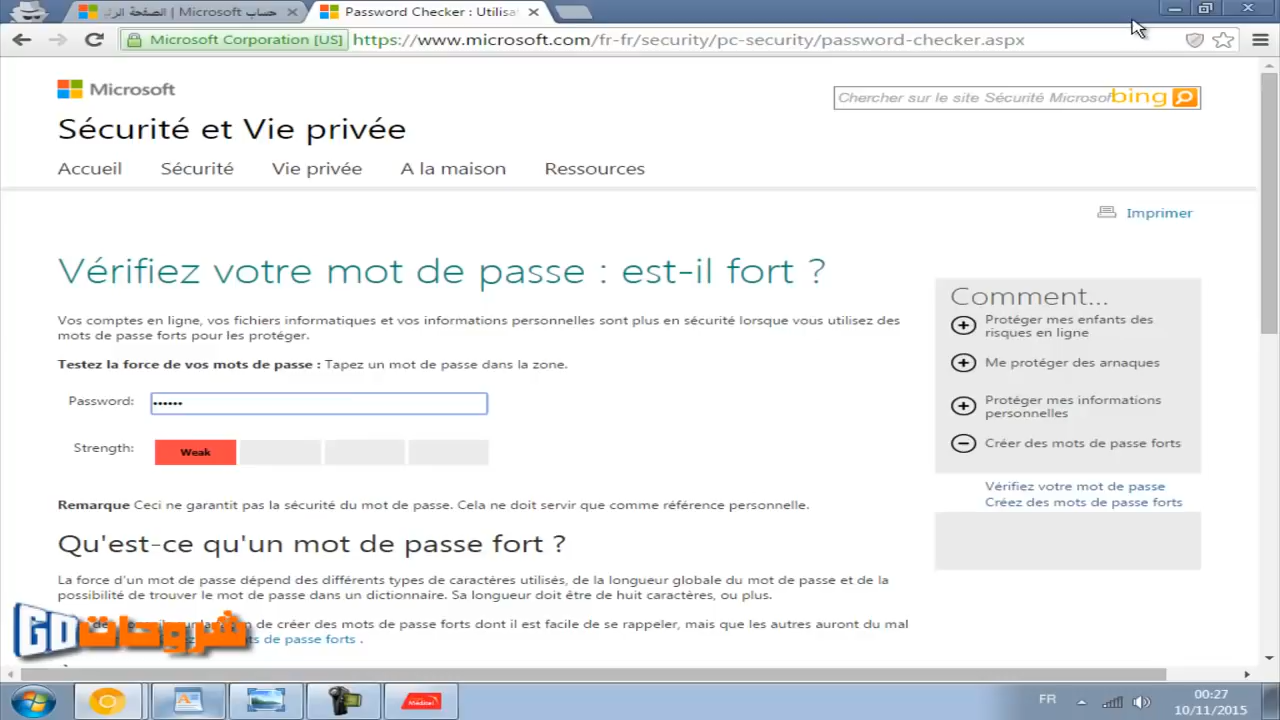 حساب Microsoft | الصفحة الرئ
Password Checker : Utilisa
Microsoft Corporation [US]
https://www.microsoft.com/fr-fr/security/pc-security/password-checker.aspx
Microsoft
Chercher sur le site Sécurité Microsof
bing
Sécurité et Vie privée
Accueil
Sécurité
Vie privée
A la maison
Ressources
Imprimer
Vérifiez votre mot de passe : est-il fort ?
Vos comptes en ligne, vos fichiers informatiques et vos informations personnelles sont plus en sécurité lorsque vous utilisez des
mots de passe forts pour les protéger.
Testez la force de vos mots de passe : Tapez un mot de passe dans la zone.
Password: ••••••
Strength: Weak
Remarque Ceci ne garantit pas la sécurité du mot de passe. Cela ne doit servir que comme référence personnelle.
Qu'est-ce qu'un mot de passe fort ?
La force d'un mot de passe dépend des différents types de caractères utilisés, de la longueur globale du mot de passe et de la
possibilité de trouver le mot de passe dans un dictionnaire. Sa longueur doit être de huit caractères, ou plus.
de créer des mots de passe forts dont il est facile de se rappeler, mais que les autres auront du mal
de passe forts .
Comment...
Protéger mes enfants des
risques en ligne
Me protéger des arnaques
Protéger mes informations
personnelles
Créer des mots de passe forts
Vérifiez votre mot de passe
Créez des mots de passe forts
GD شروحات
Méditel
FR
00:27
10/11/2015